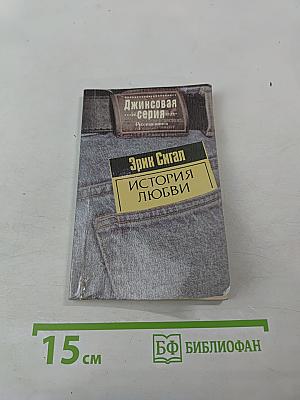 Джинсовая
серия
Эрик Сигал
ИСТОРИЯ
ЛЮБВИ
15 см
БФ БИБЛИОФАН